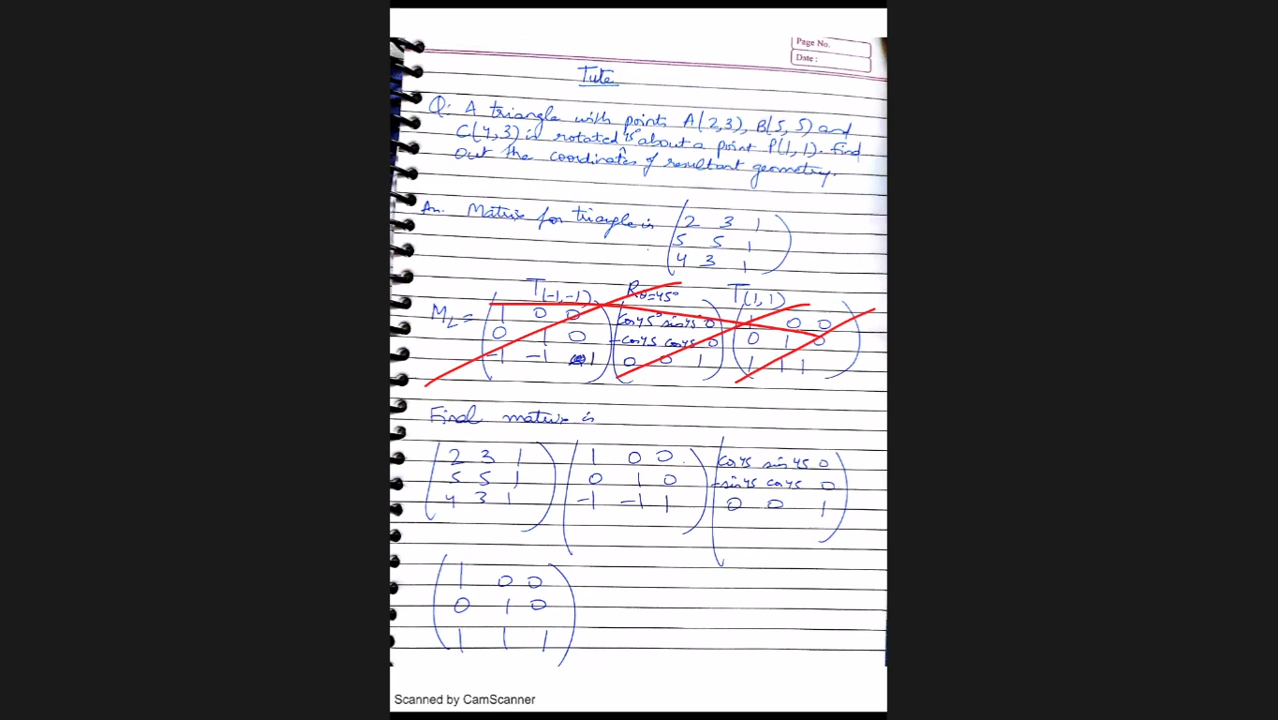 Page No.
Date :
Tute
Q. A triangle with points A(2,3), B(5, 5) and
C(4,3) is rotated 45° about a point P(1, 1). Find
out the coordinates of resultant geometry.
An. Matrix for triangle is
2 3 1
5 5 1
4 3 1
T(-1,-1) Rθ=45° T(1, 1)
1 0 0 cos45° sin45° 0 1 0 0
0 1 0 -cos45 cos45 0 0 1 0
-1 -1 1 0 0 1 1 1 1
Final matrix is
2 3 1 1 0 0 cos45 sin45 0
5 5 1 0 1 0 -sin45 cos45 0
4 3 1 -1 -1 1 0 0 1
1 0 0
0 1 0
1 1 1
Scanned by CamScanner